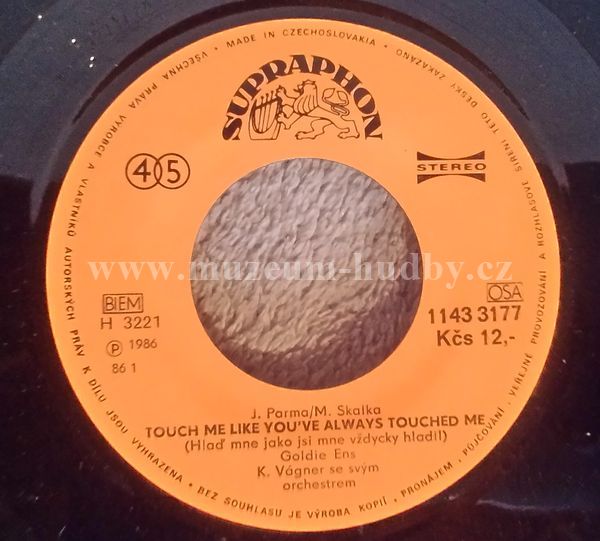 VŠECHNA PRÁVA VÝROBCE A VLASTNÍKŮ AUTORSKÝCH PRÁV K DÍLU JSOU VYHRAZENA • BEZ SOUHLASU JE VÝROBA KOPIÍ, PRONÁJEM, PŮJČOVÁNÍ, VEŘEJNÉ PROVOZOVÁNÍ A ROZHLASOVÉ ŠÍŘENÍ TÉTO DESKY ZAKÁZÁNO • MADE IN CZECHOSLOVAKIA •
SUPRAPHON
45
STEREO
www.muzeum-hudby.cz
BIEM
OSA
H 3221
1143 3177
Ⓟ 1986
Kčs 12,-
86 1
J. Parma/M. Skalka
TOUCH ME LIKE YOU'VE ALWAYS TOUCHED ME
(Hlaď mne jako jsi mne vždycky hladil)
Goldie Ens
K. Vágner se svým
orchestrem